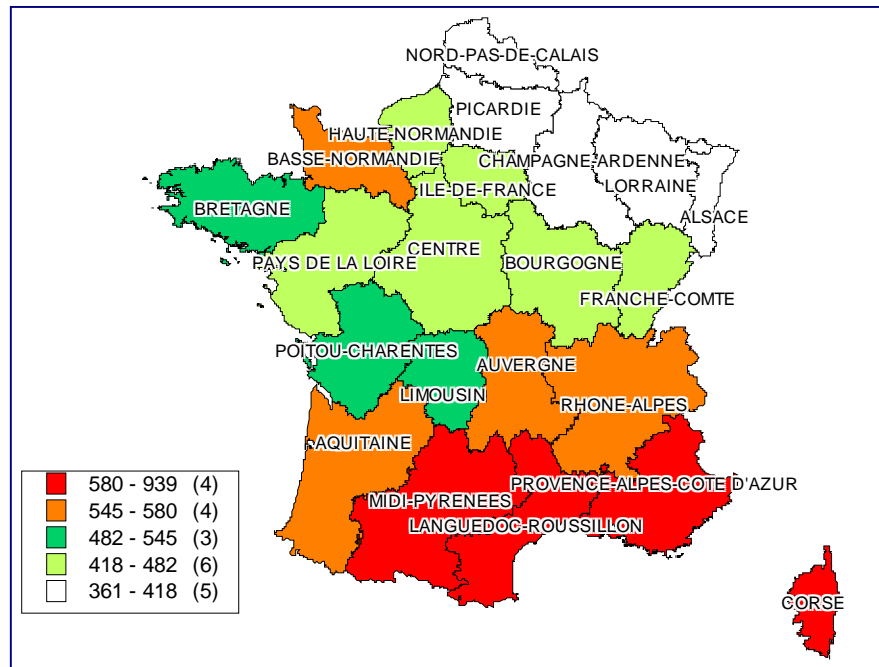 NORD-PAS-DE-CALAIS
PICARDIE
HAUTE-NORMANDIE
BASSE-NORMANDIE
CHAMPAGNE-ARDENNE
ILE-DE-FRANCE
LORRAINE
BRETAGNE
ALSACE
CENTRE
PAYS DE LA LOIRE
BOURGOGNE
FRANCHE-COMTE
POITOU-CHARENTES
AUVERGNE
LIMOUSIN
RHONE-ALPES
AQUITAINE
PROVENCE-ALPES-COTE D'AZUR
MIDI-PYRENEES
LANGUEDOC-ROUSSILLON
CORSE
580 - 939 (4)
545 - 580 (4)
482 - 545 (3)
418 - 482 (6)
361 - 418 (5)